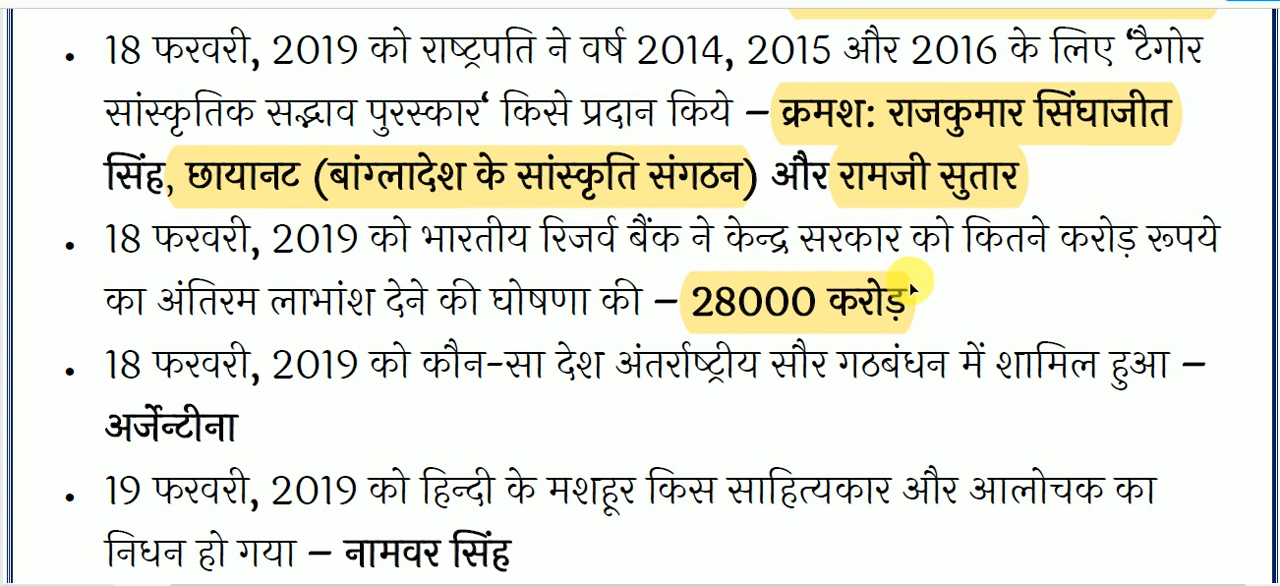 • 18 फरवरी, 2019 को राष्ट्रपति ने वर्ष 2014, 2015 और 2016 के लिए ‘टैगोर
सांस्कृतिक सद्भाव पुरस्कार‘ किसे प्रदान किये – क्रमश: राजकुमार सिंघाजीत
सिंह, छायानट (बांग्लादेश के सांस्कृति संगठन) और रामजी सुतार
• 18 फरवरी, 2019 को भारतीय रिजर्व बैंक ने केन्द्र सरकार को कितने करोड़ रूपये
का अंतिरम लाभांश देने की घोषणा की – 28000 करोड़
• 18 फरवरी, 2019 को कौन-सा देश अंतर्राष्ट्रीय सौर गठबंधन में शामिल हुआ –
अर्जेन्टीना
• 19 फरवरी, 2019 को हिन्दी के मशहूर किस साहित्यकार और आलोचक का
निधन हो गया – नामवर सिंह